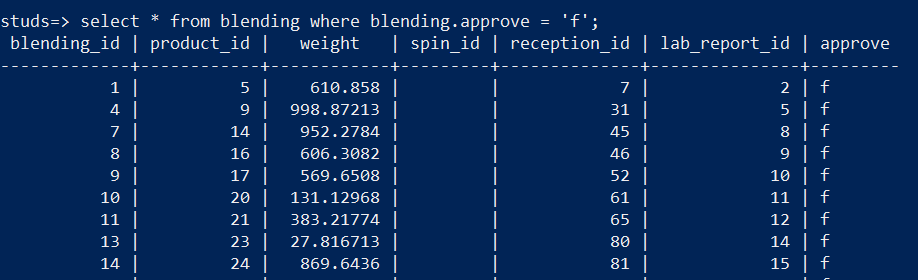 studs=> select * from blending where blending.approve = 'f';
 blending_id | product_id |  weight   | spin_id | reception_id | lab_report_id | approve
-------------+------------+-----------+---------+--------------+---------------+---------
           1 |          5 |   610.858 |         |            7 |             2 | f
           4 |          9 | 998.87213 |         |           31 |             5 | f
           7 |         14 |  952.2784 |         |           45 |             8 | f
           8 |         16 |  606.3082 |         |           46 |             9 | f
           9 |         17 |  569.6508 |         |           52 |            10 | f
          10 |         20 | 131.12968 |         |           61 |            11 | f
          11 |         21 | 383.21774 |         |           65 |            12 | f
          13 |         23 | 27.816713 |         |           80 |            14 | f
          14 |         24 |  869.6436 |         |           81 |            15 | f